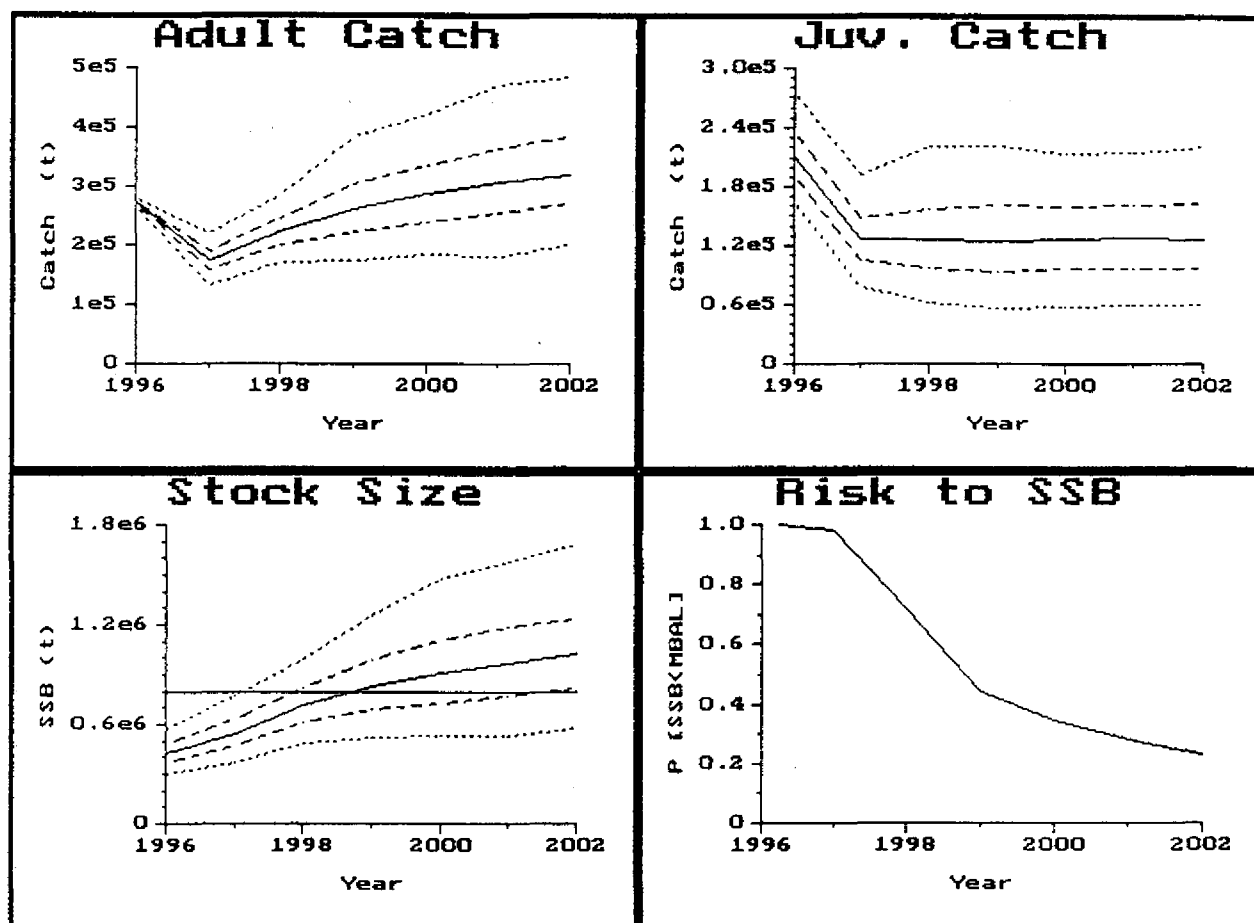 Adult Catch
5e5
4e5
3e5
2e5
1e5
0
Catch (t)
1996 1998 2000 2002
Year
Juv. Catch
3.0e5
2.4e5
1.8e5
1.2e5
0.6e5
0
Catch (t)
1996 1998 2000 2002
Year
Stock Size
1.8e6
1.2e6
0.6e6
0
SSB (t)
1996 1998 2000 2002
Year
Risk to SSB
1.0
0.8
0.6
0.4
0.2
0
P [SSB<MBAL]
1996 1998 2000 2002
Year